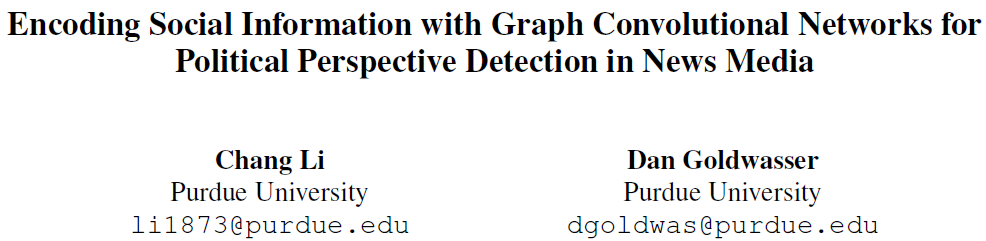 Encoding Social Information with Graph Convolutional Networks for
Political Perspective Detection in News Media
Chang Li
Purdue University
li1873@purdue.edu
Dan Goldwasser
Purdue University
dgoldwas@purdue.edu